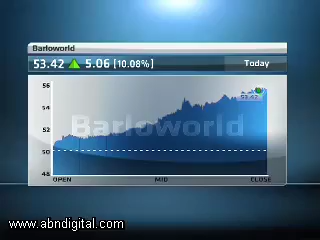 Barloworld
53.42 5.06 [10.08%] Today
56
54
53.42
Barloworld
52
50
48
OPEN MID CLOSE
www.abndigital.com